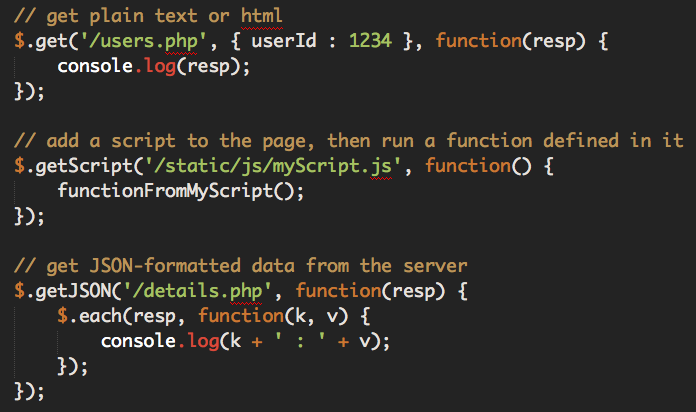 // get plain text or html
$.get('/users.php', { userId : 1234 }, function(resp) {
    console.log(resp);
});

// add a script to the page, then run a function defined in it
$.getScript('/static/js/myScript.js', function() {
    functionFromMyScript();
});

// get JSON-formatted data from the server
$.getJSON('/details.php', function(resp) {
    $.each(resp, function(k, v) {
        console.log(k + ' : ' + v);
    });
});